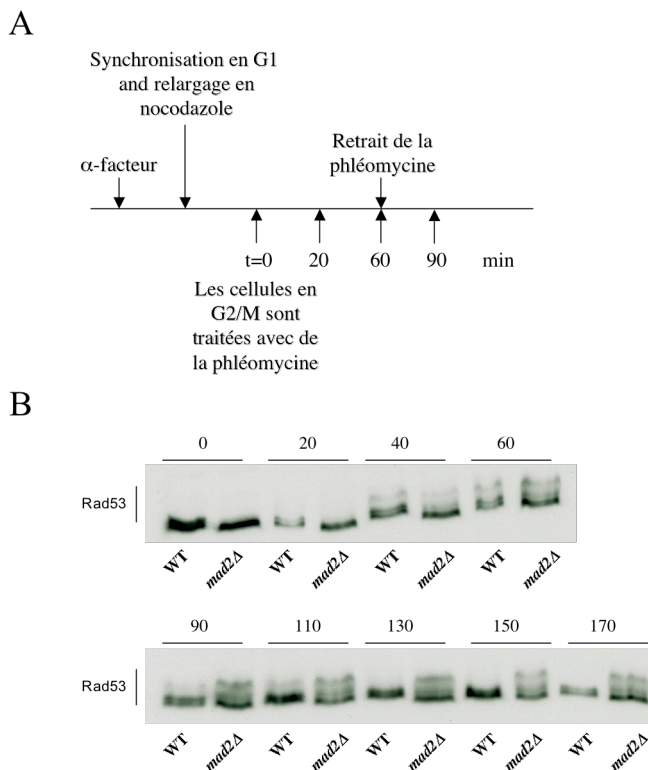 A
Synchronisation en G1
and relargage en
nocodazole
Retrait de la
phléomycine
α-facteur
t=0 20 60 90 min
Les cellules en
G2/M sont
traitées avec de
la phléomycine
B
0 20 40 60
Rad53
WT mad2Δ WT mad2Δ WT mad2Δ WT mad2Δ
90 110 130 150 170
Rad53
WT mad2Δ WT mad2Δ WT mad2Δ WT mad2Δ WT mad2Δ